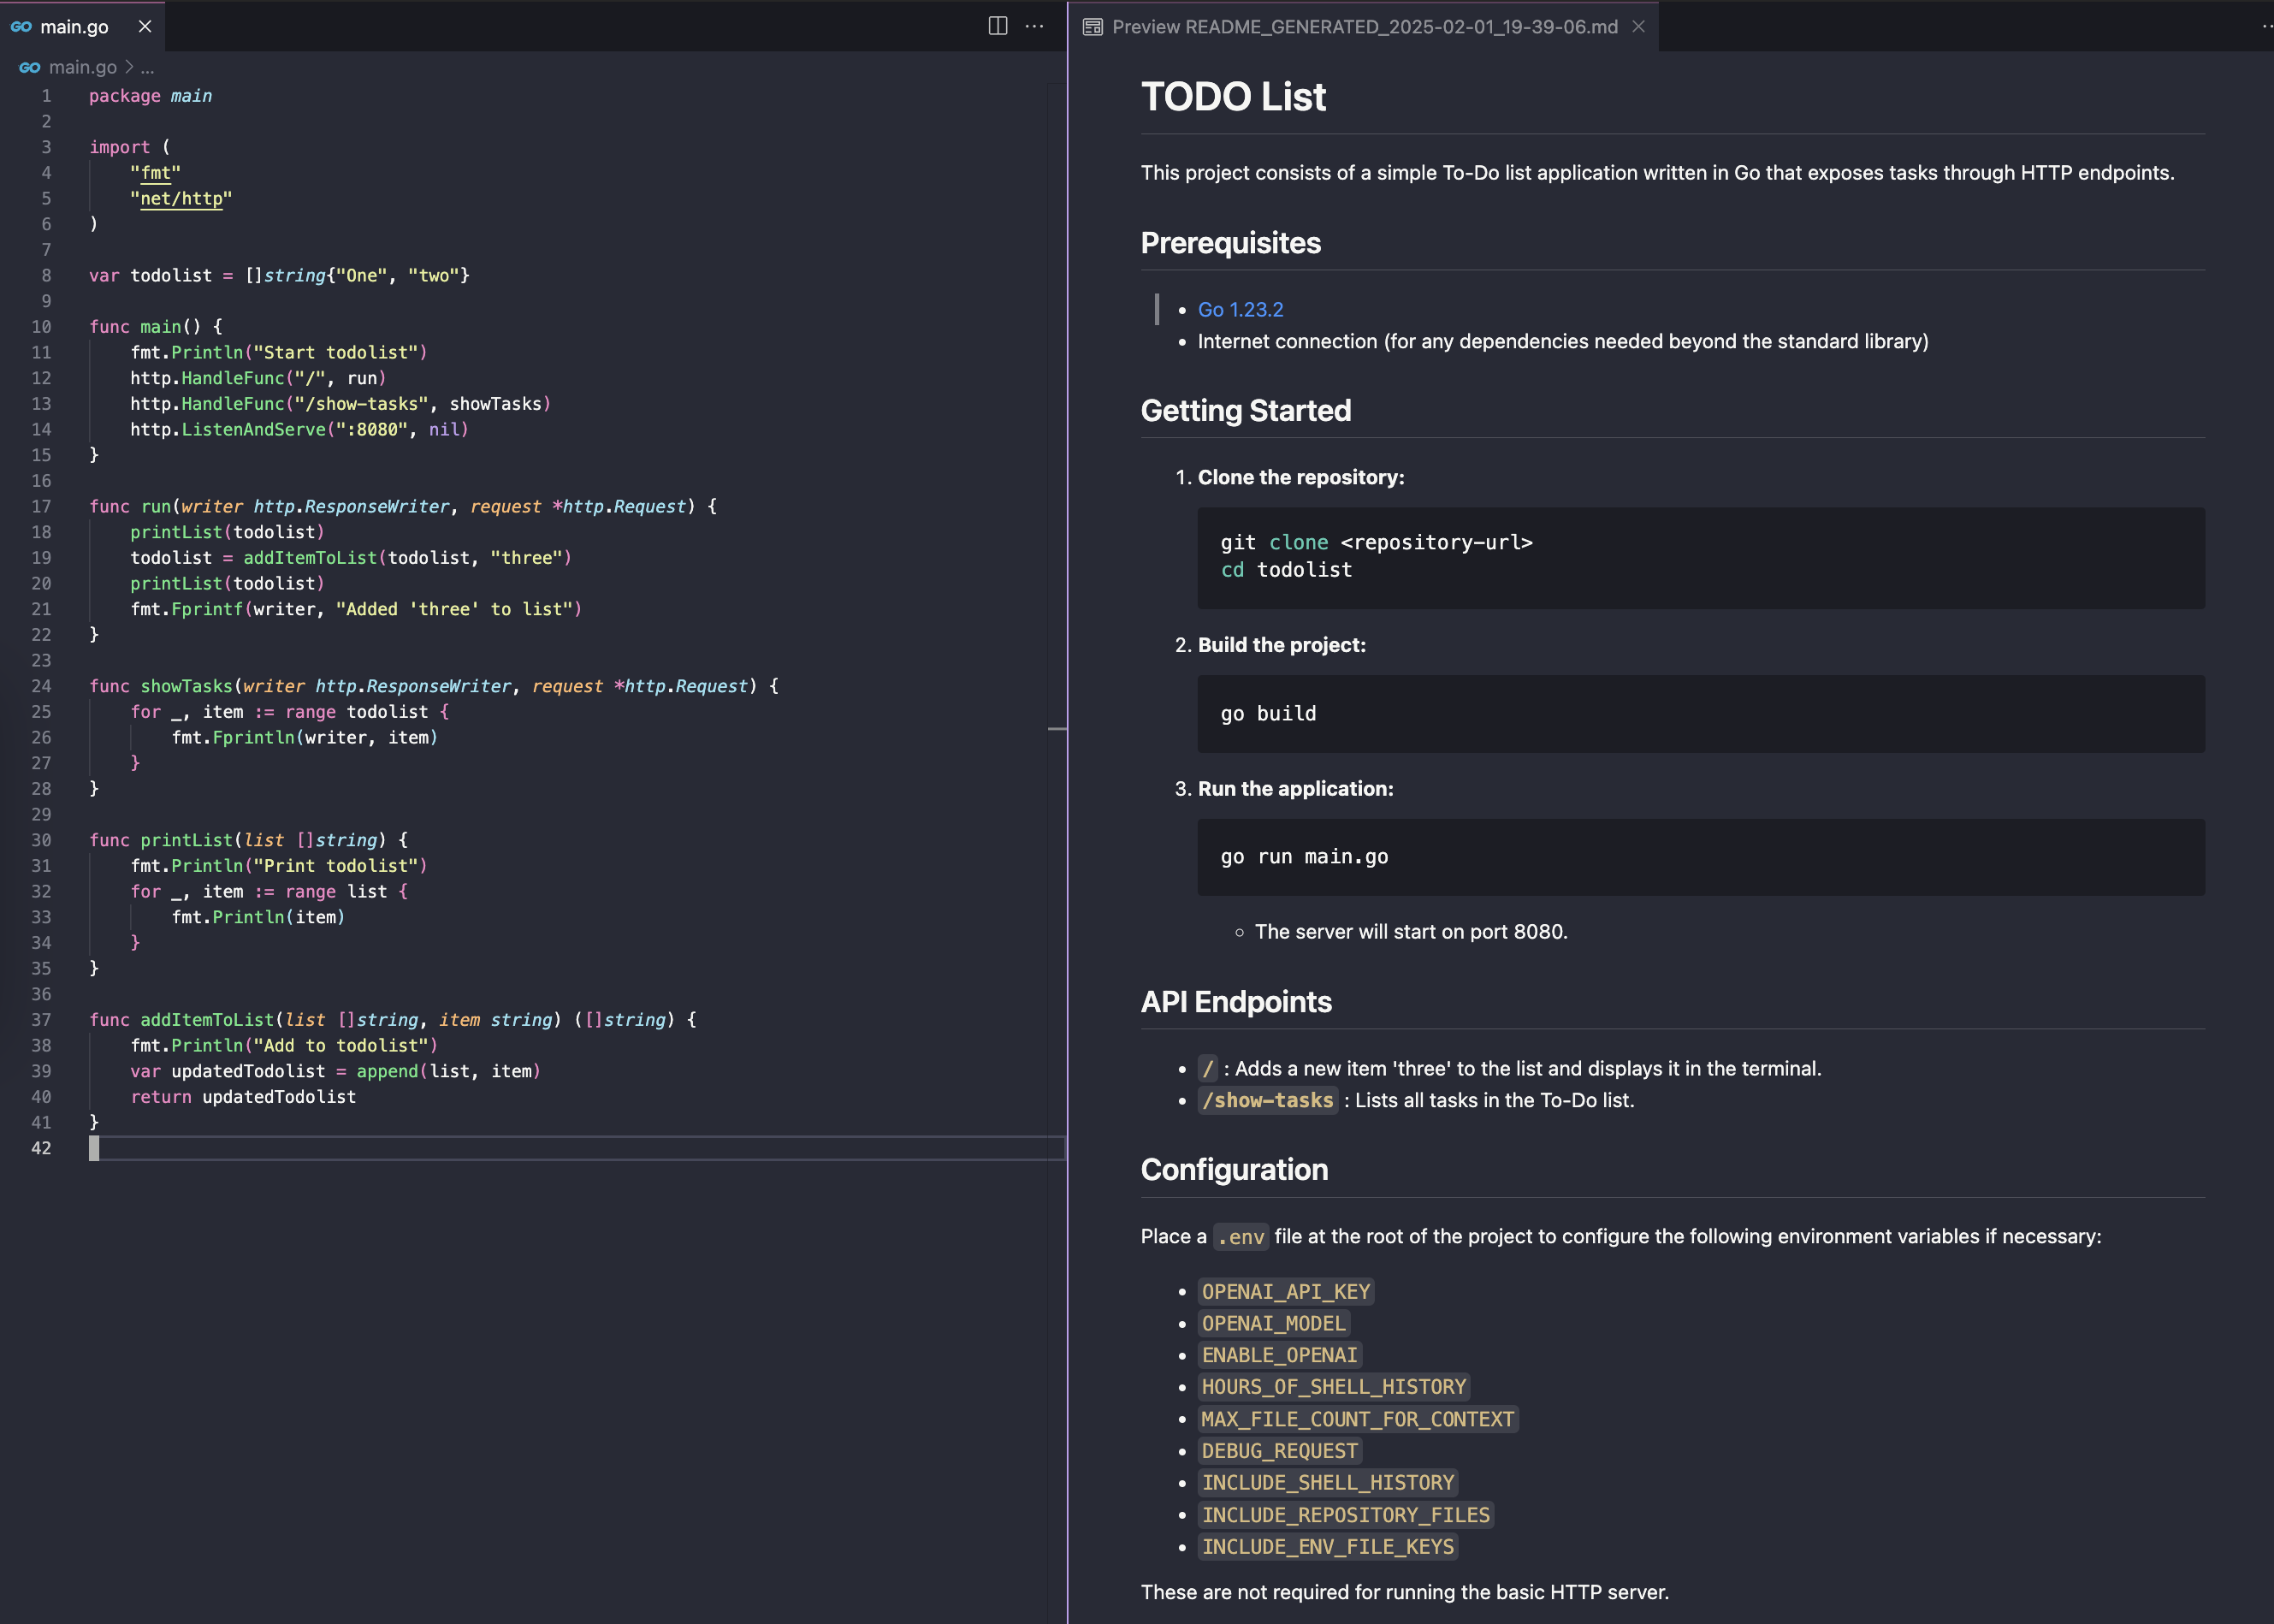 GO main.go
GO main.go > ...
1 package main
2
3 import (
4     "fmt"
5     "net/http"
6 )
7
8 var todolist = []string{"One", "two"}
9
10 func main() {
11     fmt.Println("Start todolist")
12     http.HandleFunc("/", run)
13     http.HandleFunc("/show-tasks", showTasks)
14     http.ListenAndServe(":8080", nil)
15 }
16
17 func run(writer http.ResponseWriter, request *http.Request) {
18     printList(todolist)
19     todolist = addItemToList(todolist, "three")
20     printList(todolist)
21     fmt.Fprintf(writer, "Added 'three' to list")
22 }
23
24 func showTasks(writer http.ResponseWriter, request *http.Request) {
25     for _, item := range todolist {
26         fmt.Fprintln(writer, item)
27     }
28 }
29
30 func printList(list []string) {
31     fmt.Println("Print todolist")
32     for _, item := range list {
33         fmt.Println(item)
34     }
35 }
36
37 func addItemToList(list []string, item string) ([]string) {
38     fmt.Println("Add to todolist")
39     var updatedTodolist = append(list, item)
40     return updatedTodolist
41 }
42
Preview README_GENERATED_2025-02-01_19-39-06.md
TODO List
This project consists of a simple To-Do list application written in Go that exposes tasks through HTTP endpoints.
Prerequisites
• Go 1.23.2
• Internet connection (for any dependencies needed beyond the standard library)
Getting Started
1. Clone the repository:
git clone <repository-url>
cd todolist
2. Build the project:
go build
3. Run the application:
go run main.go
○ The server will start on port 8080.
API Endpoints
• / : Adds a new item 'three' to the list and displays it in the terminal.
• /show-tasks : Lists all tasks in the To-Do list.
Configuration
Place a .env file at the root of the project to configure the following environment variables if necessary:
• OPENAI_API_KEY
• OPENAI_MODEL
• ENABLE_OPENAI
• HOURS_OF_SHELL_HISTORY
• MAX_FILE_COUNT_FOR_CONTEXT
• DEBUG_REQUEST
• INCLUDE_SHELL_HISTORY
• INCLUDE_REPOSITORY_FILES
• INCLUDE_ENV_FILE_KEYS
These are not required for running the basic HTTP server.